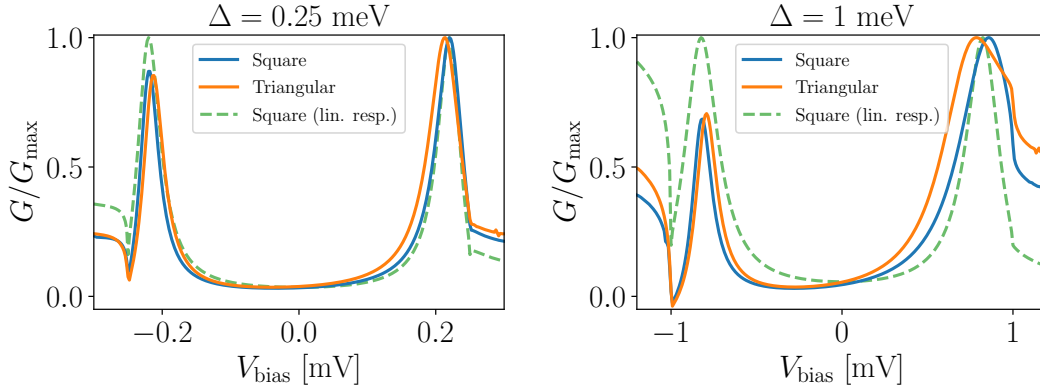 Δ = 0.25 meV
1.0
0.5
0.0
G/G_max
Square
Triangular
Square (lin. resp.)
−0.2
0.0
0.2
V_bias [mV]
Δ = 1 meV
1.0
0.5
0.0
G/G_max
Square
Triangular
Square (lin. resp.)
−1
0
1
V_bias [mV]